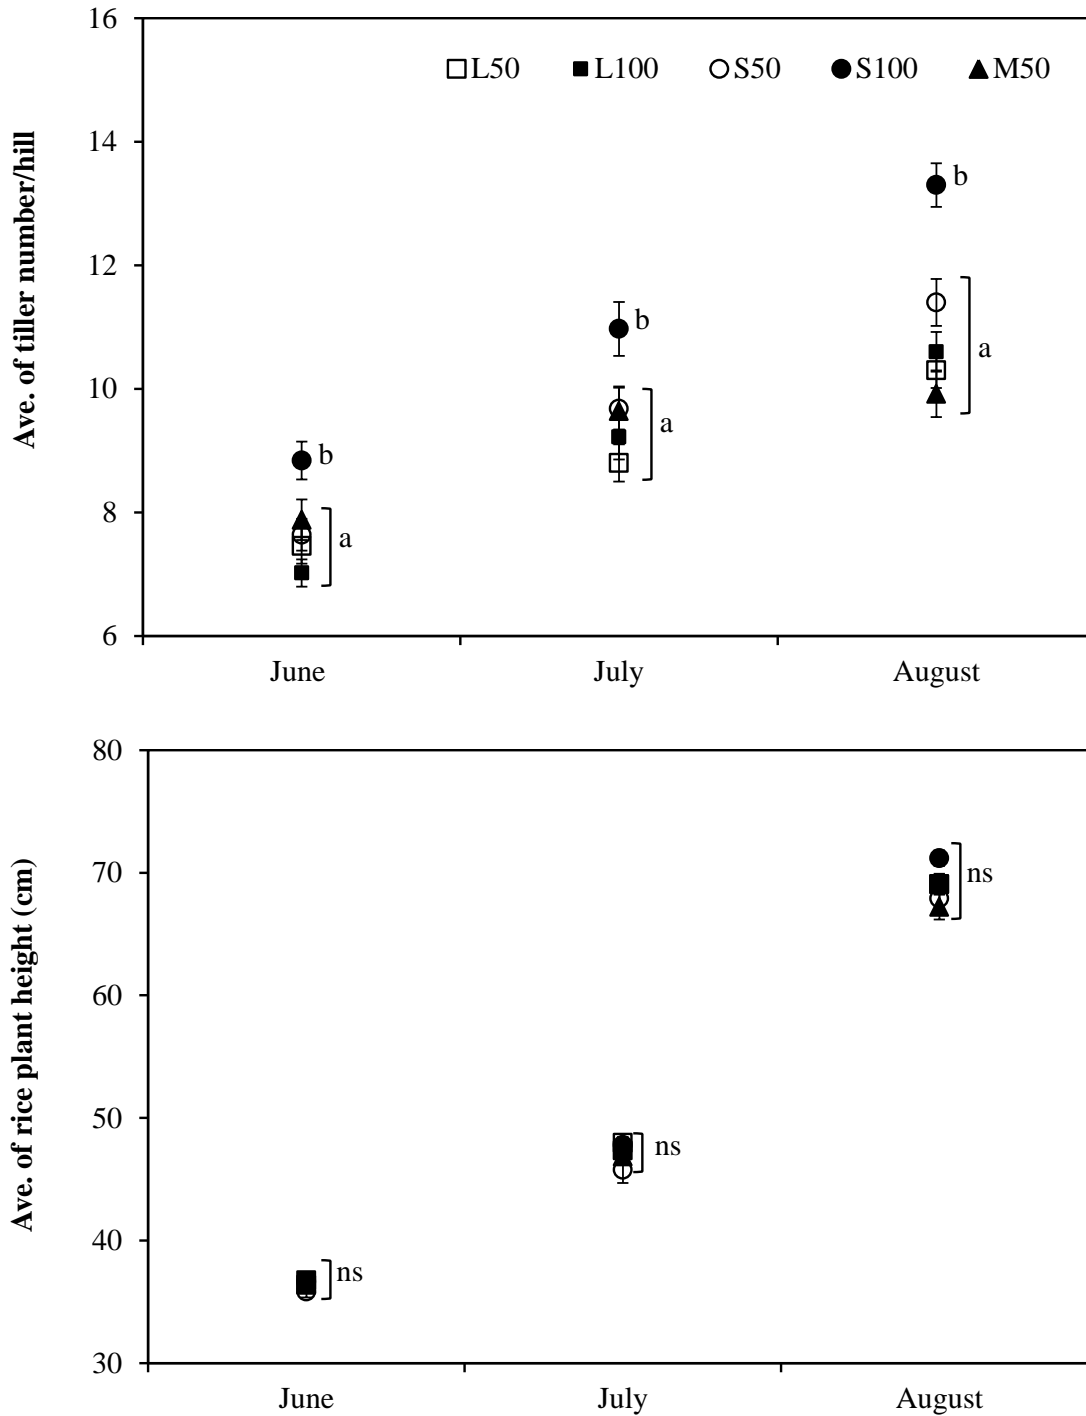 16
L50 L100 S50 S100 M50
14
b
12
b
a
10
a
b
8
a
6
June July August
Ave. of tiller number/hill
80
70
ns
60
50
ns
40
ns
30
June July August
Ave. of rice plant height (cm)